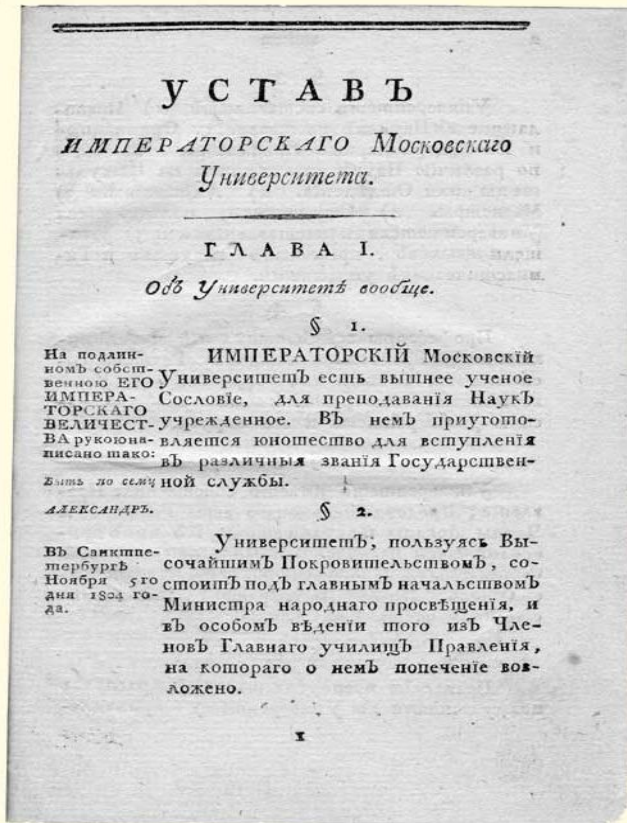 УСТАВЪ
ИМПЕРАТОРСКАГО Московскаго
Университета.
ГЛАВА I.
Объ Университетѣ вообще.
§ 1.
На подлин-
номъ собст-
венною ЕГО
ИМПЕРА-
ТОРСКАГО
ВЕЛИЧЕСТ-
ВА рукою на-
писано тако:
Быть по сему
АЛЕКСАНДРЪ.
Въ Санктпе-
тербургѣ
Ноября 5 го
дня 1804 го-
да.
ИМПЕРАТОРСКІЙ Московскій
Университетъ есть вышнее ученое
Сословіе, для преподаванія Наукъ
учрежденное. Въ немъ приугото-
вляется юношество для вступленія
въ различныя званія Государствен-
ной службы.
§ 2.
Университетъ, пользуясь Вы-
сочайшимъ Покровительствомъ, со-
стоитъ подъ главнымъ начальствомъ
Министра народнаго просвѣщенія, и
въ особомъ вѣденіи того изъ Чле-
новъ Главнаго училищъ Правленія,
на котораго о немъ попеченіе воз-
ложено.
1